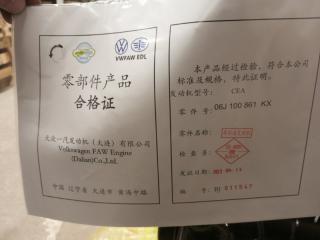 VWFAW EDL
零部件产品
合格证
大众一汽发动机（大连）有限公司
Volkswagen FAW Engine
(Dalian)Co.,Ltd.
中国 辽宁省 大连市
本产品经过检验，符合本公司
标准及规格，特此证明。
发动机型号： CEA
零件号： 06J 100 861 KX
零件名称：
检验员：
发证日期：
编号：
011547